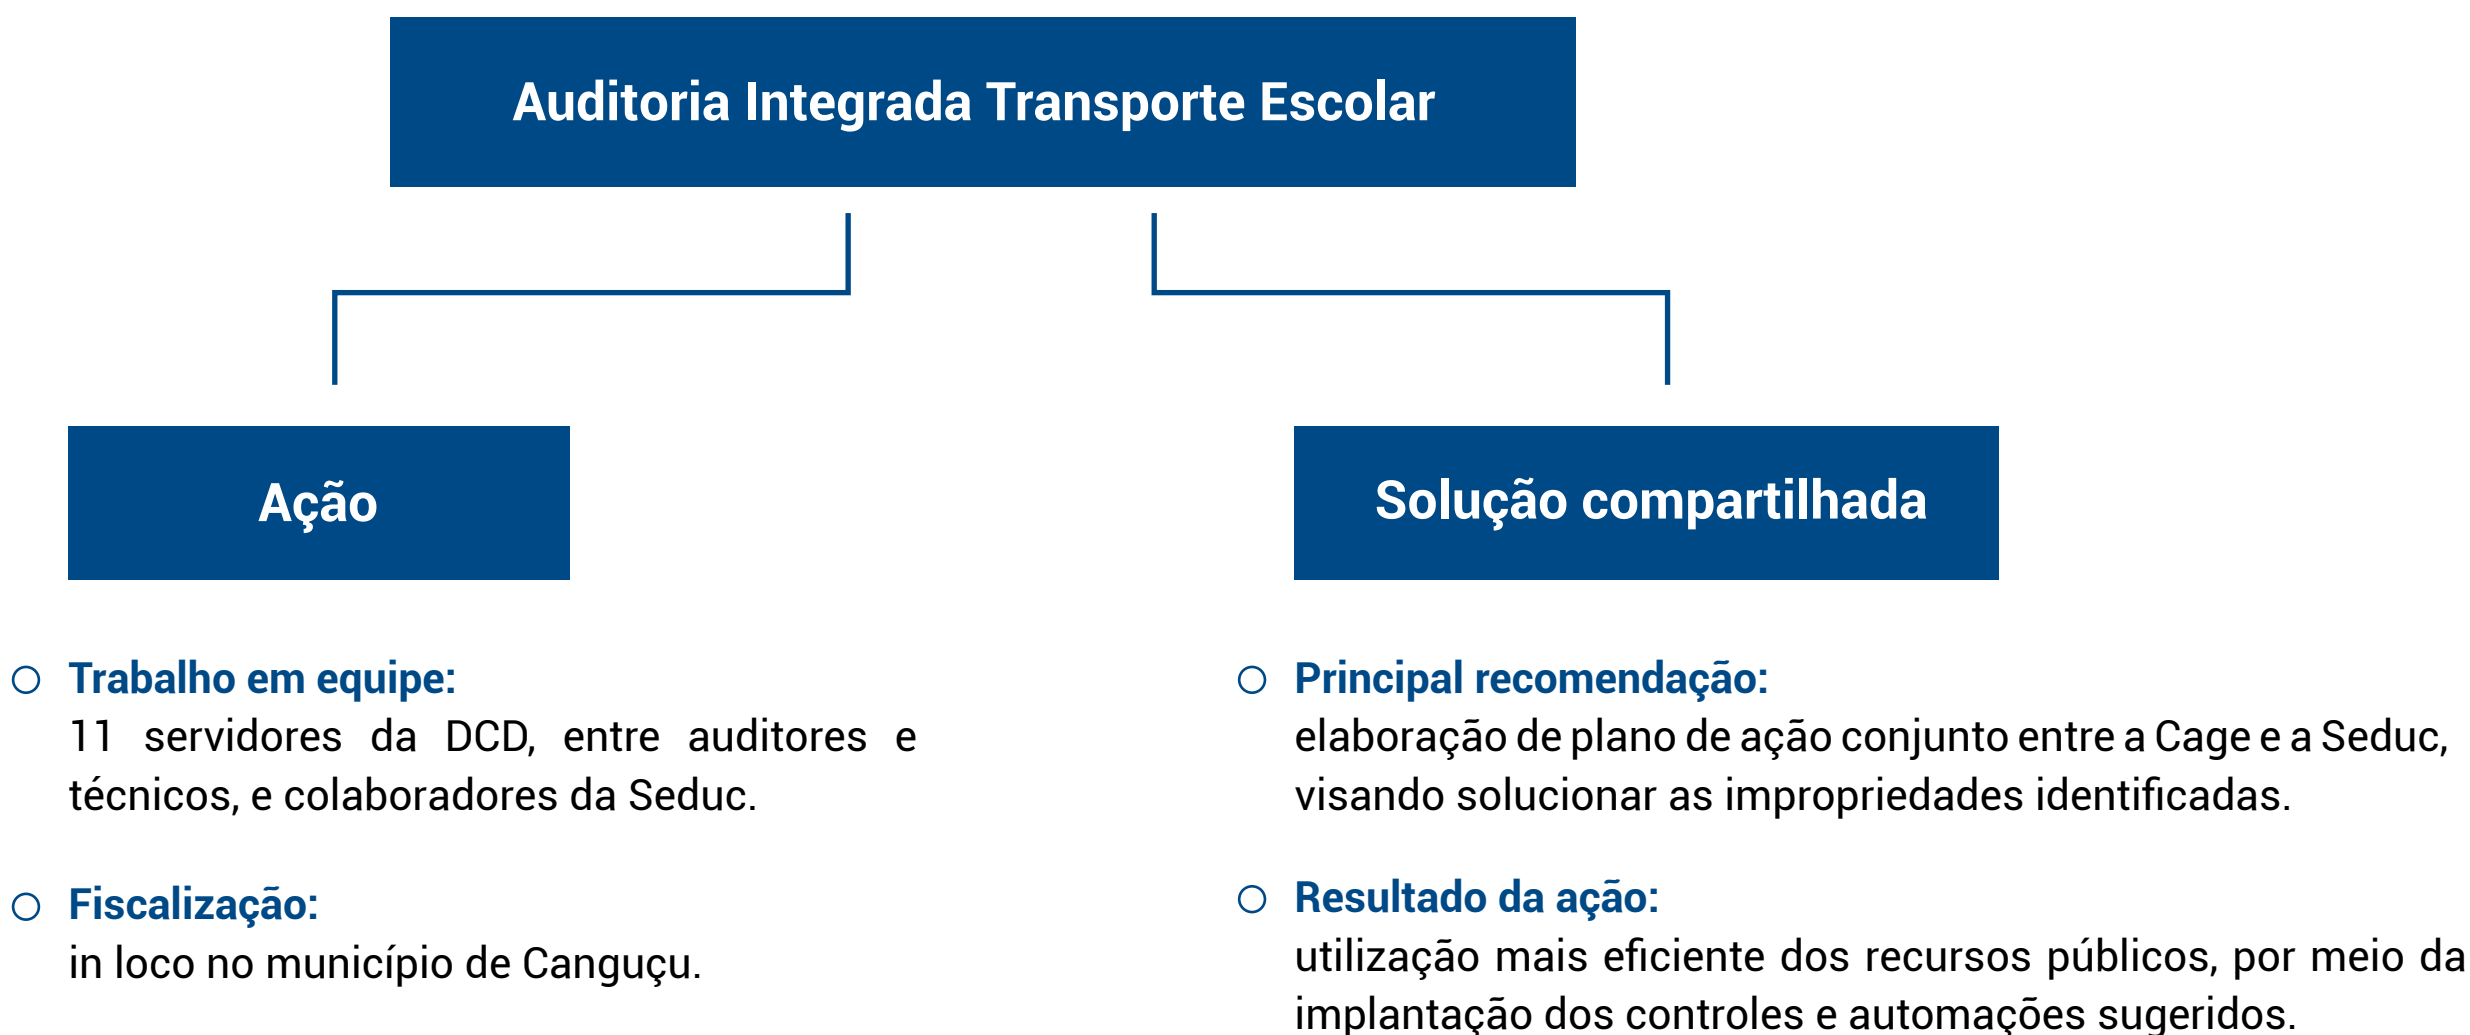 Auditoria Integrada Transporte Escolar
Ação
Trabalho em equipe:
11 servidores da DCD, entre auditores e
técnicos, e colaboradores da Seduc.
Fiscalização:
in loco no município de Canguçu.
Solução compartilhada
Principal recomendação:
elaboração de plano de ação conjunto entre a Cage e a Seduc,
visando solucionar as impropriedades identificadas.
Resultado da ação:
utilização mais eficiente dos recursos públicos, por meio da
implantação dos controles e automações sugeridos.